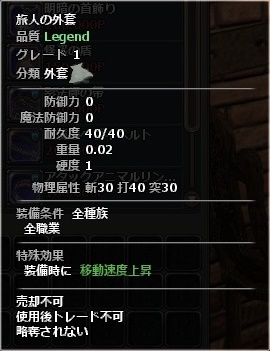 旅人の外套
品質 Legend
グレード 1
分類 外套
防御力 0
魔法防御力 0
耐久度 40/40
重量 0.02
硬度 1
物理属性 斬30 打40 突30
装備条件 全種族
全職業
特殊効果
装備時に 移動速度上昇
売却不可
使用後トレード不可
略奪されない